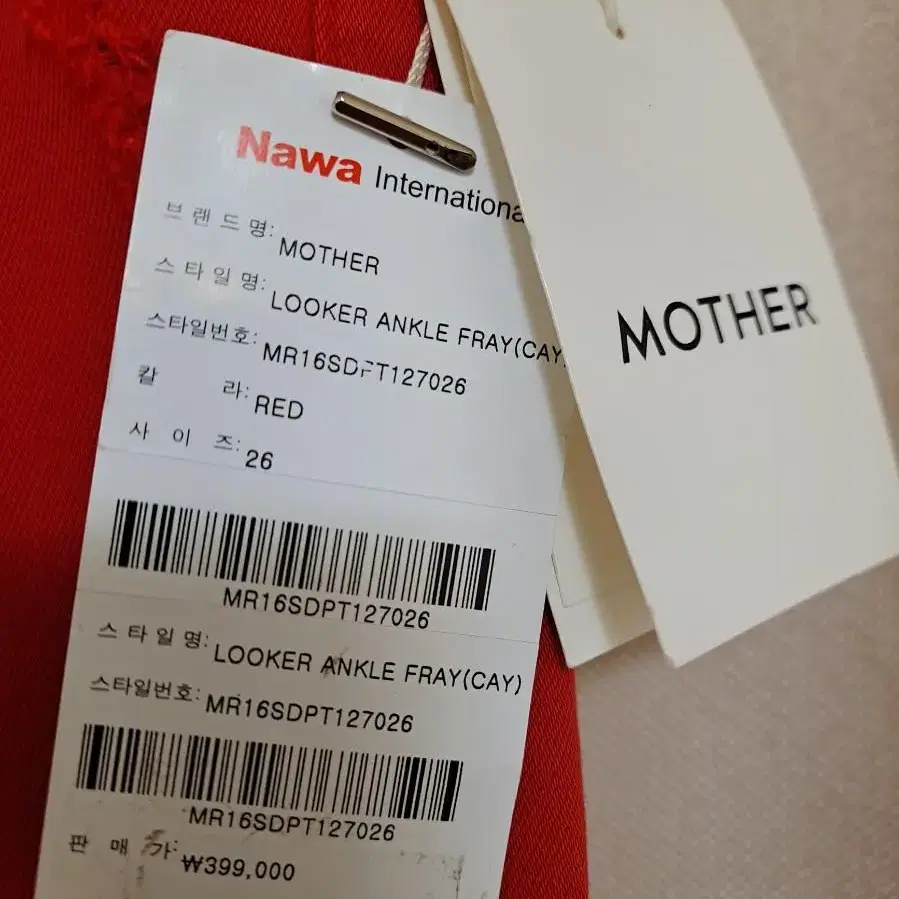 Nawa Internationa
브랜드명: MOTHER
스타일명: LOOKER ANKLE FRAY(CAY
스타일번호: MR16SDPT127026
칼 라: RED
사 이 즈: 26
MR16SDPT127026
스타일명: LOOKER ANKLE FRAY(CAY)
스타일번호: MR16SDPT127026
MR16SDPT127026
판 매 가: ₩399,000
MOTHER